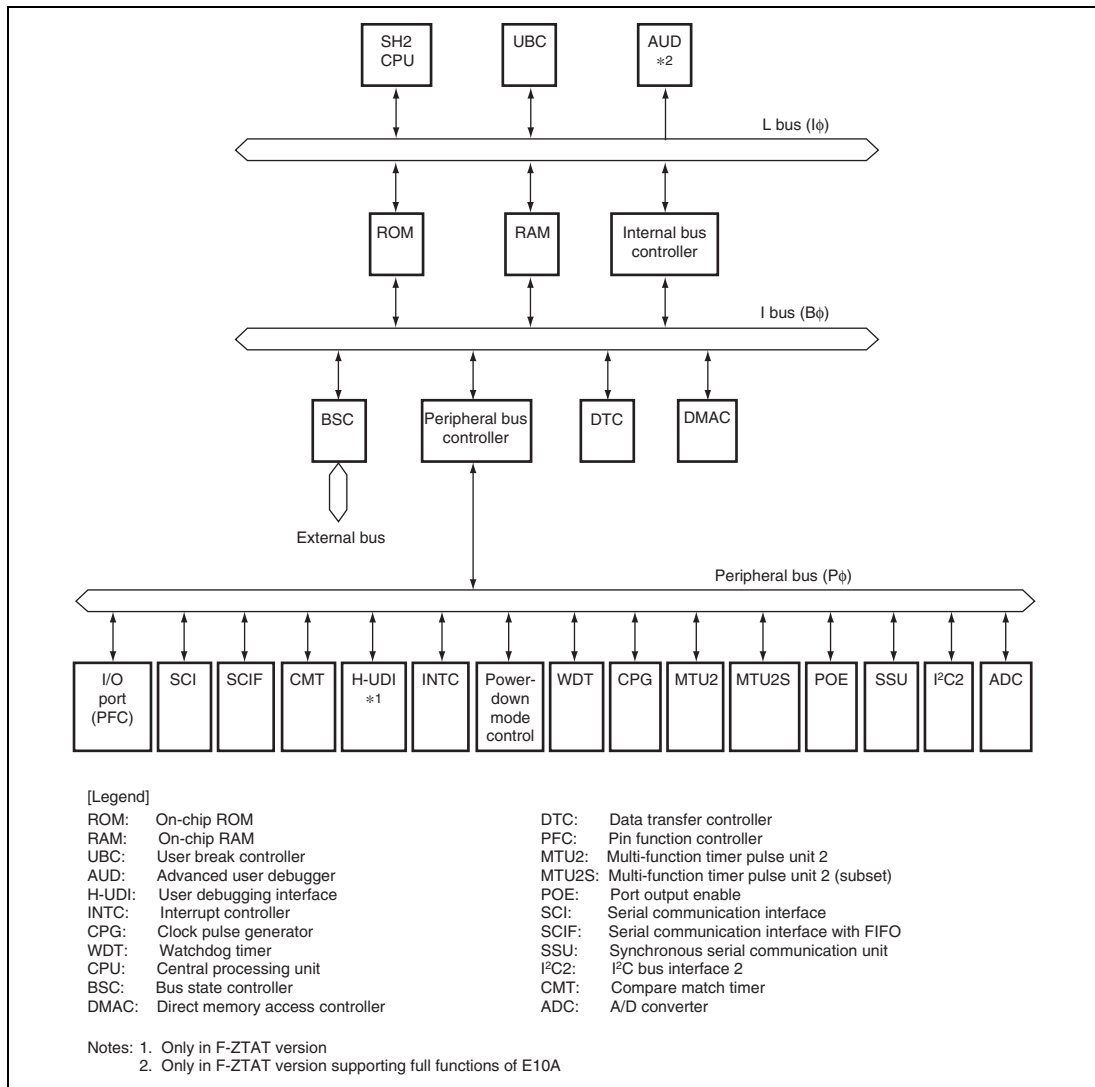 SH2
CPU
UBC
AUD
*2
L bus (Iϕ)
ROM
RAM
Internal bus
controller
I bus (Bϕ)
BSC
Peripheral bus
controller
DTC
DMAC
External bus
Peripheral bus (Pϕ)
I/O
port
(PFC)
SCI
SCIF
CMT
H-UDI
*1
INTC
Power-
down
mode
control
WDT
CPG
MTU2
MTU2S
POE
SSU
I²C2
ADC
[Legend]
ROM: On-chip ROM
RAM: On-chip RAM
UBC: User break controller
AUD: Advanced user debugger
H-UDI: User debugging interface
INTC: Interrupt controller
CPG: Clock pulse generator
WDT: Watchdog timer
CPU: Central processing unit
BSC: Bus state controller
DMAC: Direct memory access controller
DTC: Data transfer controller
PFC: Pin function controller
MTU2: Multi-function timer pulse unit 2
MTU2S: Multi-function timer pulse unit 2 (subset)
POE: Port output enable
SCI: Serial communication interface
SCIF: Serial communication interface with FIFO
SSU: Synchronous serial communication unit
I²C2: I²C bus interface 2
CMT: Compare match timer
ADC: A/D converter
Notes: 1. Only in F-ZTAT version
2. Only in F-ZTAT version supporting full functions of E10A